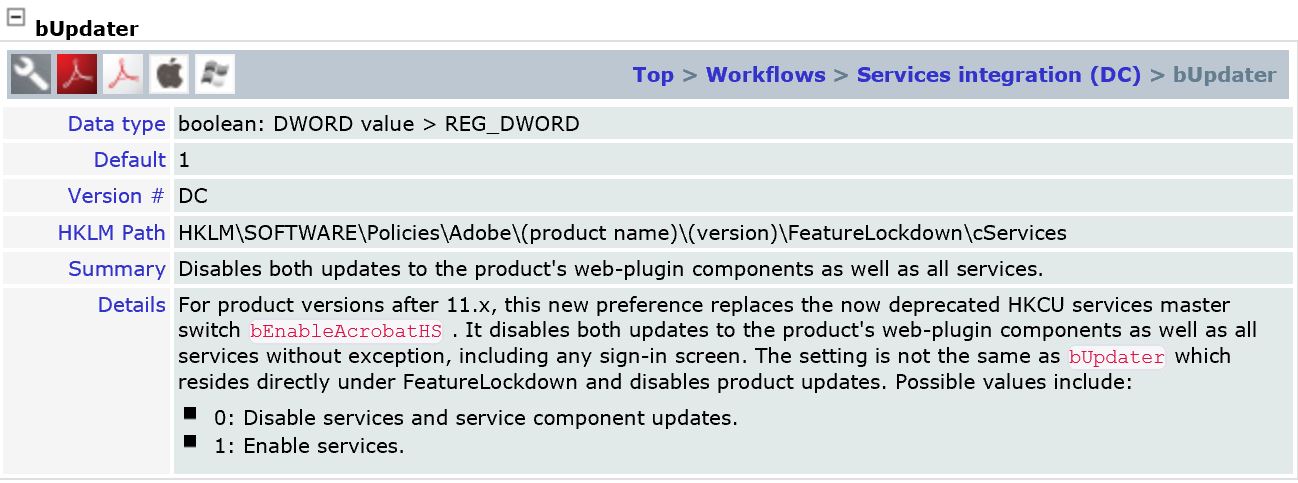 bUpdater
Top > Workflows > Services integration (DC) > bUpdater
Data type boolean: DWORD value > REG_DWORD
Default 1
Version # DC
HKLM Path HKLM\SOFTWARE\Policies\Adobe\(product name)\(version)\FeatureLockdown\cServices
Summary Disables both updates to the product's web-plugin components as well as all services.
Details For product versions after 11.x, this new preference replaces the now deprecated HKCU services master
switch bEnableAcrobatHS . It disables both updates to the product's web-plugin components as well as all
services without exception, including any sign-in screen. The setting is not the same as bUpdater which
resides directly under FeatureLockdown and disables product updates. Possible values include:
0: Disable services and service component updates.
1: Enable services.